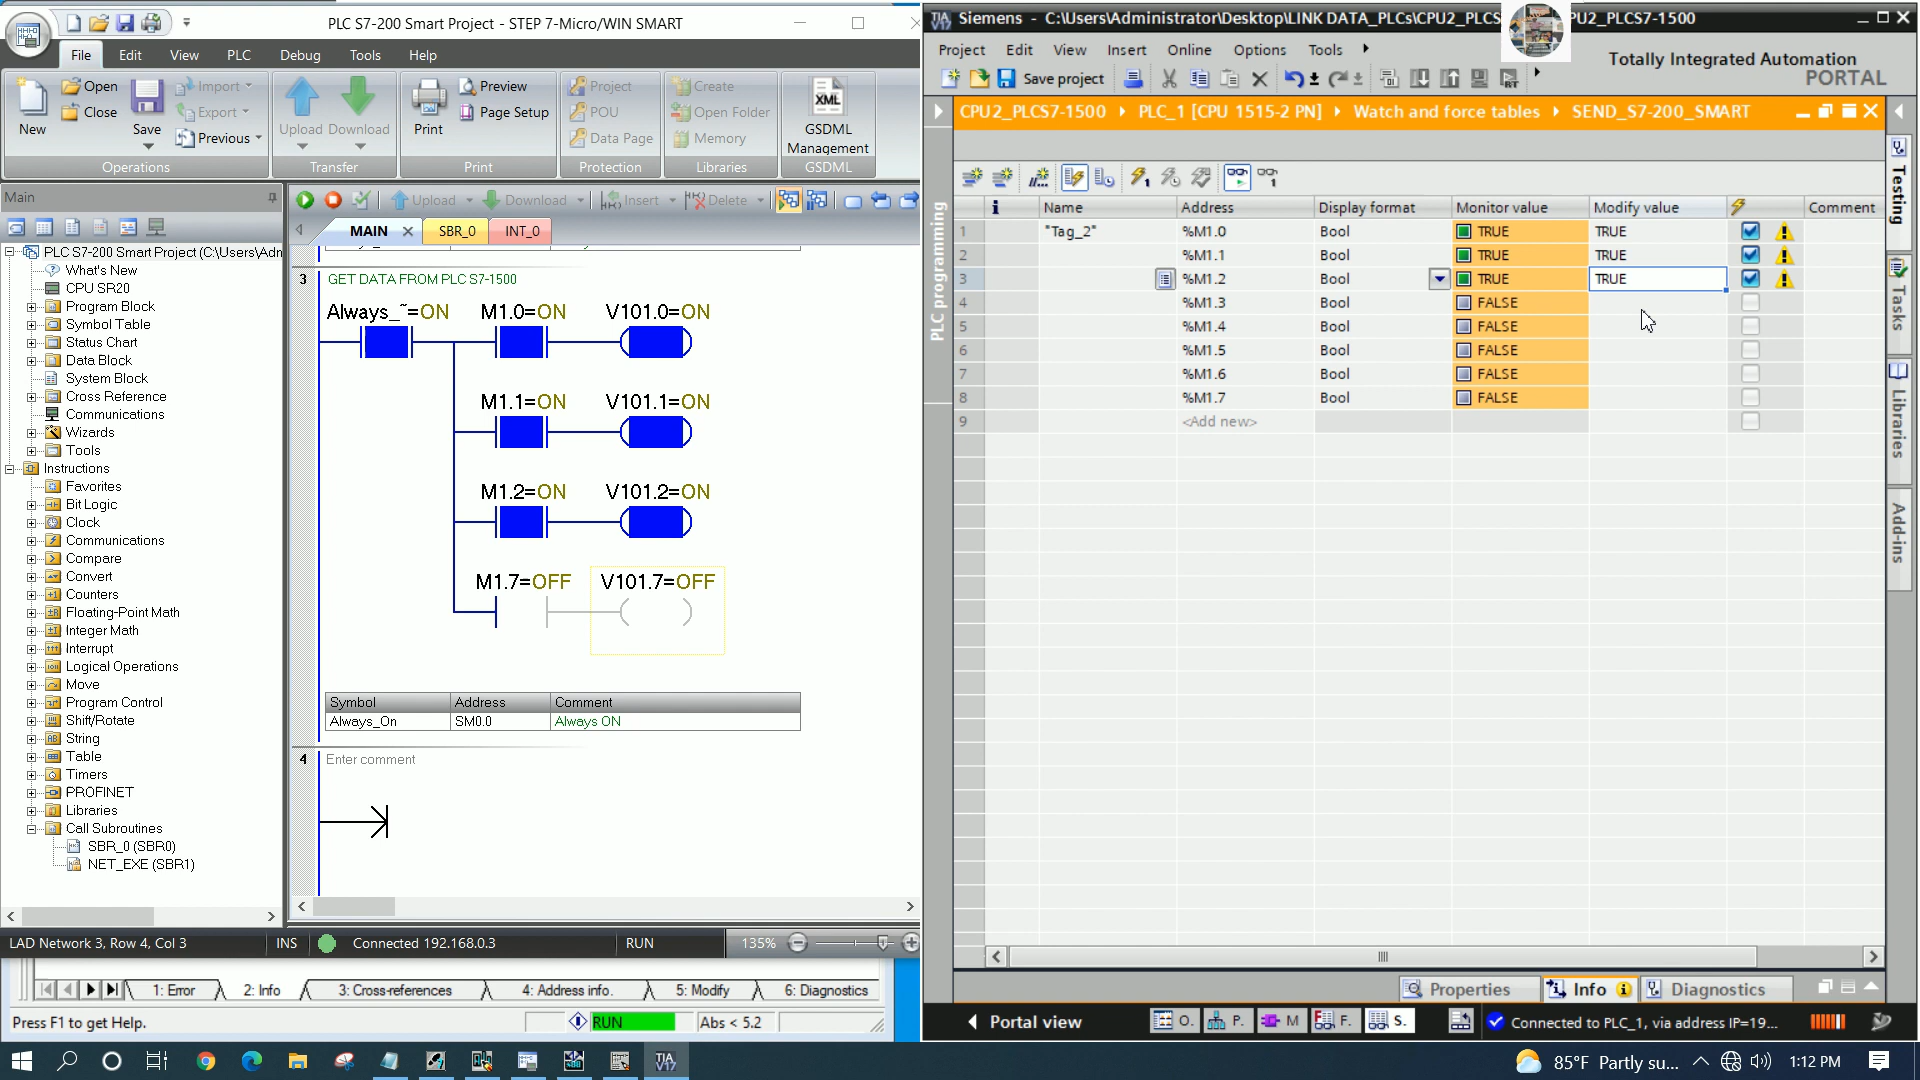 PLC S7-200 Smart Project - STEP 7-Micro/WIN SMART
File Edit View PLC Debug Tools Help
New
Open
Close
Save
Import
Export
Previous
Operations
Upload
Download
Transfer
Print
Preview
Page Setup
Print
Project
POU
Data Page
Protection
Create
Open Folder
Memory
Libraries
XML
GSDML
Management
GSDML
Main
Upload Download Insert Delete
MAIN SBR_0 INT_0
PLC S7-200 Smart Project (C:\Users\Adn
What's New
CPU SR20
Program Block
Symbol Table
Status Chart
Data Block
System Block
Cross Reference
Communications
Wizards
Tools
Instructions
Favorites
Bit Logic
Clock
Communications
Compare
Convert
Counters
Floating-Point Math
Integer Math
Interrupt
Logical Operations
Move
Program Control
Shift/Rotate
String
Table
Timers
PROFINET
Libraries
Call Subroutines
SBR_0 (SBR0)
NET_EXE (SBR1)
3 GET DATA FROM PLC S7-1500
Always_~=ON M1.0=ON V101.0=ON
M1.1=ON V101.1=ON
M1.2=ON V101.2=ON
M1.7=OFF V101.7=OFF
Symbol Address Comment
Always_On SM0.0 Always ON
4 Enter comment
LAD Network 3, Row 4, Col 3 INS Connected 192.168.0.3 RUN 135%
1: Error 2: Info 3: Cross-references 4: Address info. 5: Modify 6: Diagnostics
Press F1 to get Help. RUN Abs < 5.2
Siemens - C:\Users\Administrator\Desktop\LINK DATA_PLCs\CPU2_PLCS PU2_PLCS7-1500
Project Edit View Insert Online Options Tools
Totally Integrated Automation
PORTAL
Save project
CPU2_PLCS7-1500 PLC_1 [CPU 1515-2 PN] Watch and force tables SEND_S7-200_SMART
PLC programming
i Name Address Display format Monitor value Modify value Comment
1 "Tag_2" %M1.0 Bool TRUE TRUE
2 %M1.1 Bool TRUE TRUE
3 %M1.2 Bool TRUE TRUE
4 %M1.3 Bool FALSE
5 %M1.4 Bool FALSE
6 %M1.5 Bool FALSE
7 %M1.6 Bool FALSE
8 %M1.7 Bool FALSE
9 <Add new>
Testing
Tasks
Libraries
Add-ins
Properties Info Diagnostics
Portal view O. P. M F. S. Connected to PLC_1, via address IP=19...
TIA V17
85°F Partly su... 1:12 PM